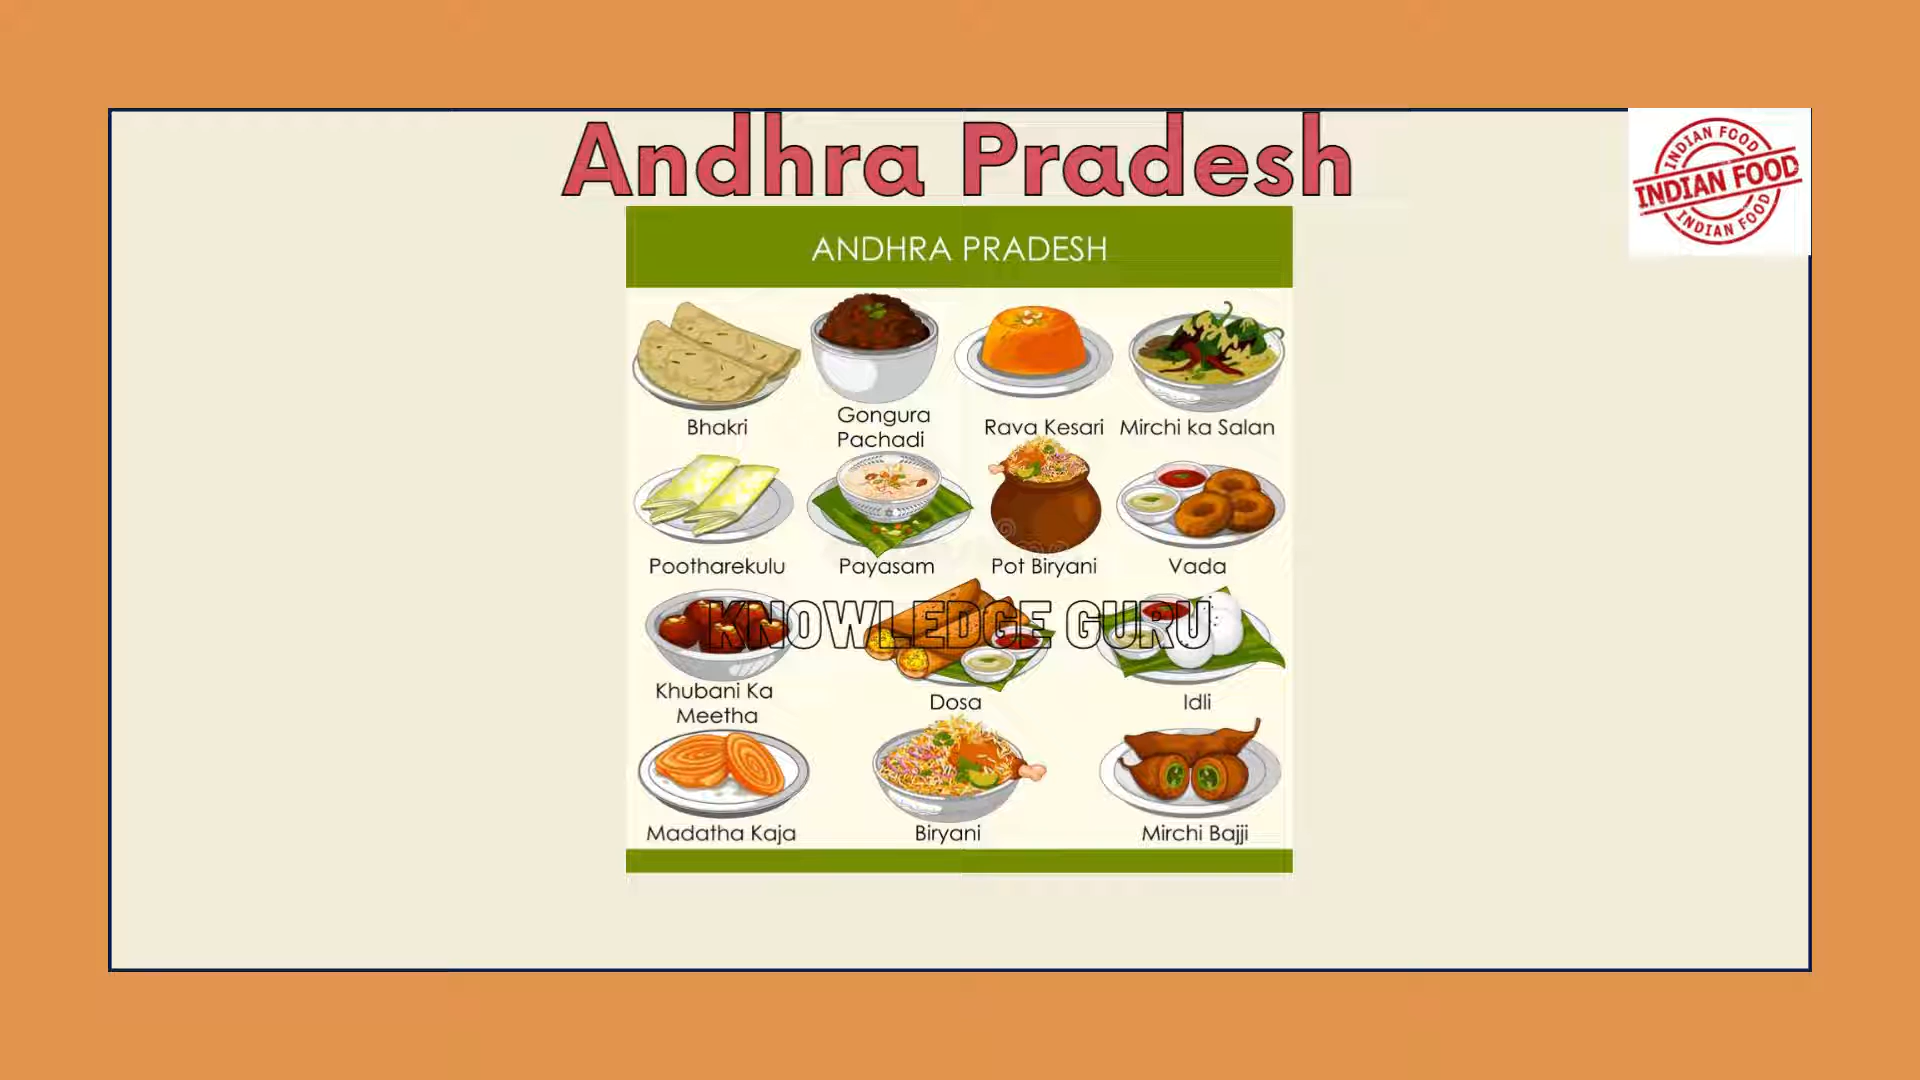 Andhra Pradesh
INDIAN FOOD
INDIAN FOOD
INDIAN FOOD
ANDHRA PRADESH
Bhakri
Gongura
Pachadi
Rava Kesari
Mirchi ka Salan
Pootharekulu
Payasam
Pot Biryani
Vada
KNOWLEDGE GURU
Khubani Ka
Meetha
Dosa
Idli
Madatha Kaja
Biryani
Mirchi Bajji